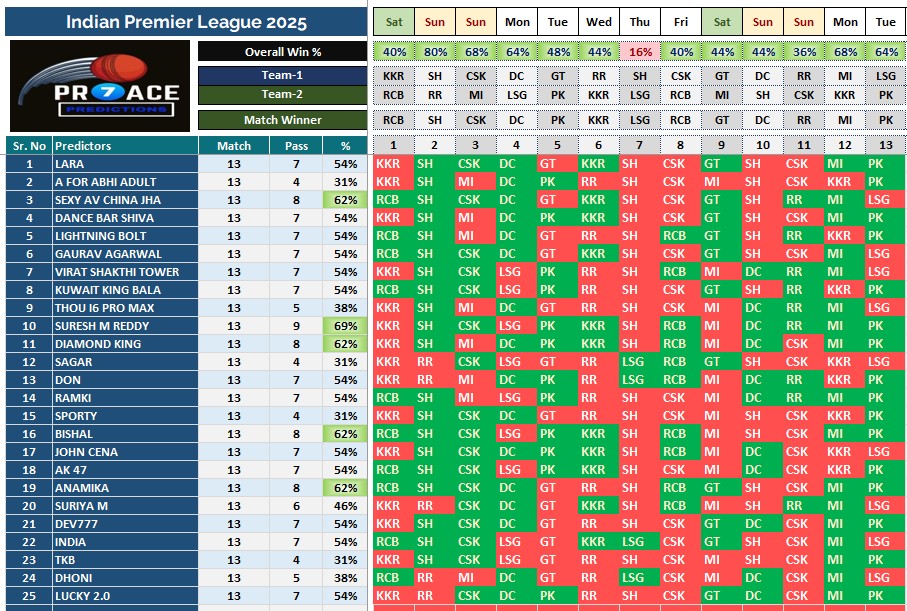 Indian Premier League 2025 Sat Sun Sun Mon Tue Wed Thu Fri Sat Sun Sun Mon Tue
Overall Win % 40% 80% 68% 64% 48% 44% 16% 40% 44% 44% 36% 68% 64%
PR7ACE PREDICTIONS
Team-1 KKR SH CSK DC GT RR SH CSK GT DC RR MI LSG
Team-2 RCB RR MI LSG PK KKR LSG RCB MI SH CSK KKR PK
Match Winner RCB SH CSK DC PK KKR LSG RCB GT DC RR MI PK
Sr. No Predictors Match Pass % 1 2 3 4 5 6 7 8 9 10 11 12 13
1 LARA 13 7 54% KKR SH CSK DC GT KKR SH CSK GT SH CSK MI PK
2 A FOR ABHI ADULT 13 4 31% KKR SH MI DC PK RR SH CSK MI SH CSK KKR PK
3 SEXY AV CHINA JHA 13 8 62% RCB SH CSK DC GT KKR SH CSK GT SH RR MI LSG
4 DANCE BAR SHIVA 13 7 54% KKR SH MI DC PK KKR SH CSK GT SH CSK MI PK
5 LIGHTNING BOLT 13 7 54% RCB SH MI DC GT RR SH RCB GT SH RR KKR PK
6 GAURAV AGARWAL 13 7 54% RCB SH CSK DC GT KKR SH CSK GT SH CSK MI LSG
7 VIRAT SHAKTHI TOWER 13 7 54% KKR SH CSK LSG PK RR SH RCB MI DC RR MI LSG
8 KUWAIT KING BALA 13 7 54% RCB SH CSK LSG PK RR SH CSK GT SH RR KKR PK
9 THOU I6 PRO MAX 13 5 38% KKR SH MI DC GT RR SH CSK MI DC RR MI LSG
10 SURESH M REDDY 13 9 69% KKR SH CSK LSG PK KKR SH RCB MI DC RR MI PK
11 DIAMOND KING 13 8 62% KKR SH CSK DC PK KKR SH RCB MI DC CSK MI PK
12 SAGAR 13 4 31% KKR RR CSK LSG GT RR LSG RCB GT SH CSK KKR LSG
13 DON 13 7 54% KKR RR MI DC PK RR LSG RCB MI DC RR KKR PK
14 RAMKI 13 7 54% RCB SH MI LSG PK RR SH CSK MI DC RR MI PK
15 SPORTY 13 4 31% KKR SH CSK DC GT RR SH CSK MI SH CSK KKR PK
16 BISHAL 13 8 62% RCB SH CSK LSG PK KKR SH RCB MI SH CSK MI PK
17 JOHN CENA 13 7 54% KKR SH CSK DC PK KKR SH RCB MI DC CSK KKR LSG
18 AK 47 13 7 54% RCB SH CSK LSG PK KKR SH CSK MI DC CSK KKR PK
19 ANAMIKA 13 8 62% RCB SH CSK DC GT RR SH RCB GT SH CSK MI PK
20 SURIYA M 13 6 46% KKR RR CSK DC GT KKR SH RCB MI SH RR MI LSG
21 DEV777 13 7 54% KKR SH CSK DC GT RR SH CSK GT DC CSK MI PK
22 INDIA 13 7 54% RCB SH CSK LSG GT KKR LSG CSK GT SH CSK MI LSG
23 TKB 13 4 31% KKR SH CSK LSG GT RR SH CSK MI SH CSK MI PK
24 DHONI 13 5 38% RCB RR MI DC GT RR LSG CSK MI DC CSK MI LSG
25 LUCKY 2.0 13 7 54% KKR RR CSK DC PK RR SH CSK GT DC CSK MI PK